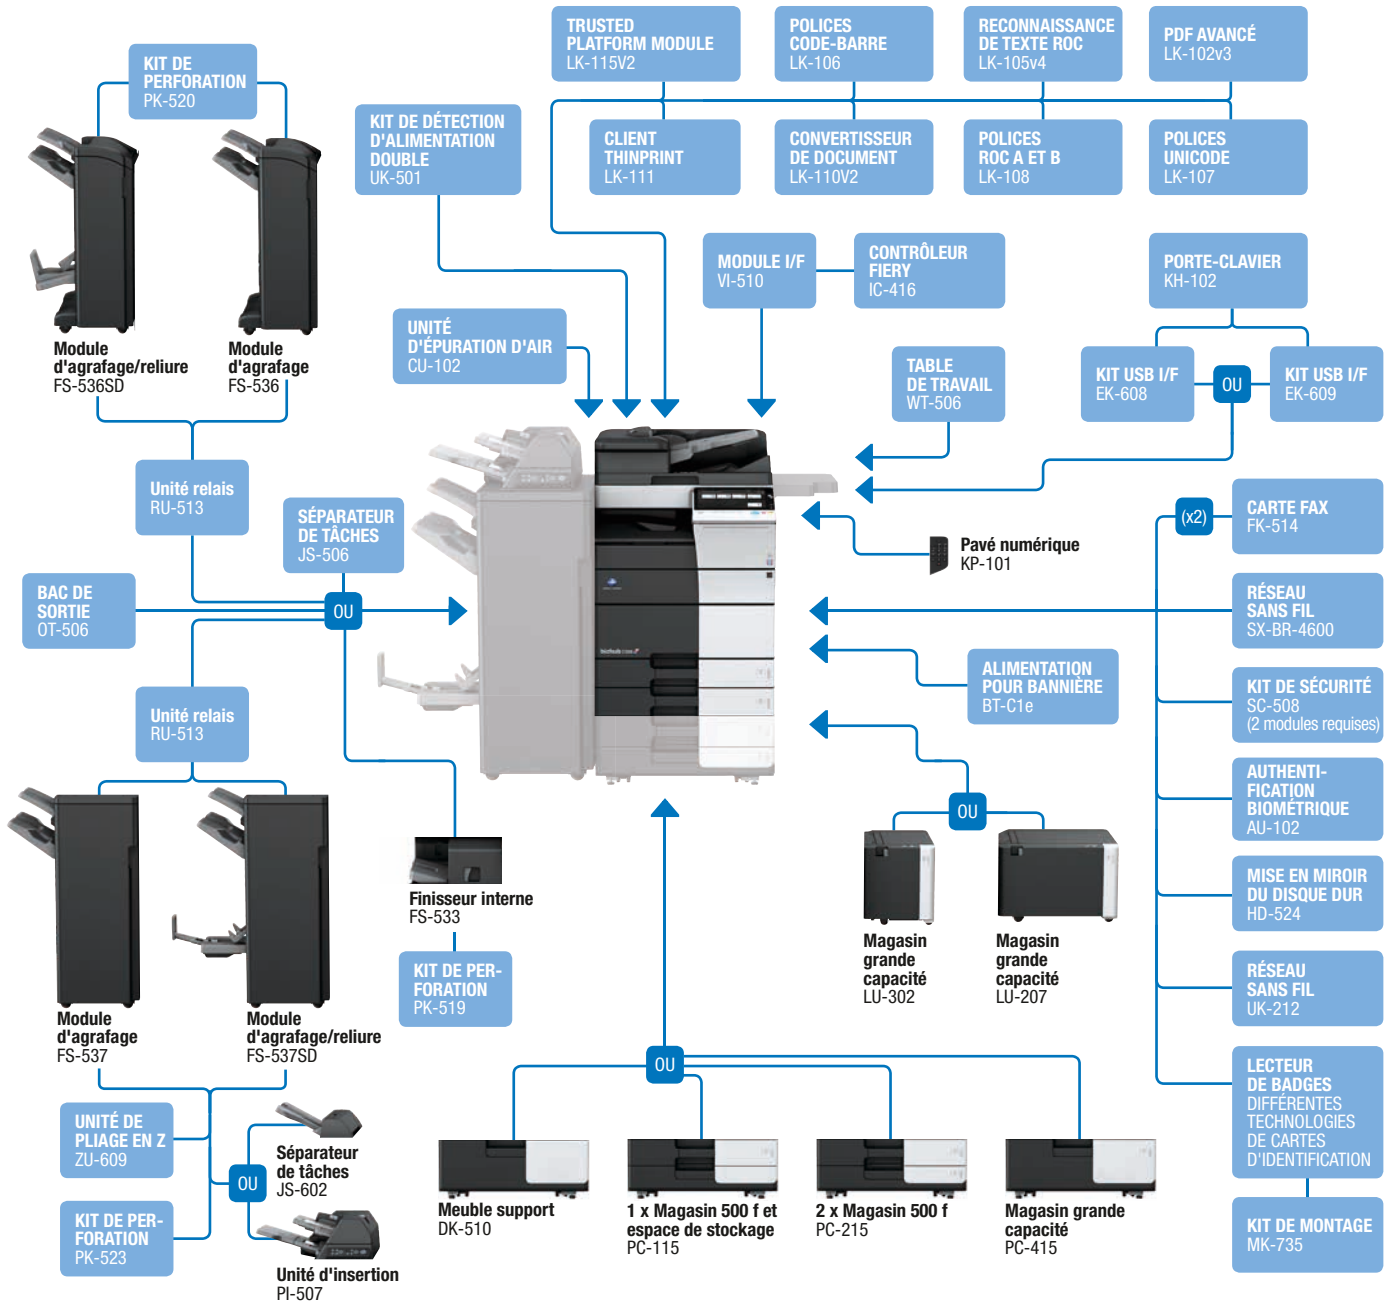 TRUSTED
PLATFORM MODULE
LK-115V2
POLICES
CODE-BARRE
LK-106
RECONNAISSANCE
DE TEXTE ROC
LK-105v4
PDF AVANCÉ
LK-102v3
KIT DE
PERFORATION
PK-520
KIT DE DÉTECTION
D'ALIMENTATION
DOUBLE
UK-501
CLIENT
THINPRINT
LK-111
CONVERTISSEUR
DE DOCUMENT
LK-110V2
POLICES
ROC A ET B
LK-108
POLICES
UNICODE
LK-107
MODULE I/F
VI-510
CONTRÔLEUR
FIERY
IC-416
PORTE-CLAVIER
KH-102
UNITÉ
D'ÉPURATION D'AIR
CU-102
Module
d'agrafage/reliure
FS-536SD
Module
d'agrafage
FS-536
TABLE
DE TRAVAIL
WT-506
KIT USB I/F
EK-608
OU
KIT USB I/F
EK-609
Unité relais
RU-513
SÉPARATEUR
DE TÂCHES
JS-506
(x2)
CARTE FAX
FK-514
Pavé numérique
KP-101
BAC DE
SORTIE
OT-506
OU
RÉSEAU
SANS FIL
SX-BR-4600
ALIMENTATION
POUR BANNIÈRE
BT-C1e
KIT DE SÉCURITÉ
SC-508
(2 modules requises)
Unité relais
RU-513
AUTHENTI-
FICATION
BIOMÉTRIQUE
AU-102
OU
Finisseur interne
FS-533
MISE EN MIROIR
DU DISQUE DUR
HD-524
Magasin
grande
capacité
LU-302
Magasin
grande
capacité
LU-207
KIT DE PER-
FORATION
PK-519
RÉSEAU
SANS FIL
UK-212
Module
d'agrafage
FS-537
Module
d'agrafage/reliure
FS-537SD
OU
LECTEUR
DE BADGES
DIFFÉRENTES
TECHNOLOGIES
DE CARTES
D'IDENTIFICATION
UNITÉ DE
PLIAGE EN Z
ZU-609
OU
Séparateur
de tâches
JS-602
KIT DE PER-
FORATION
PK-523
Unité d'insertion
PI-507
Meuble support
DK-510
1 x Magasin 500 f et
espace de stockage
PC-115
2 x Magasin 500 f
PC-215
Magasin grande
capacité
PC-415
KIT DE MONTAGE
MK-735